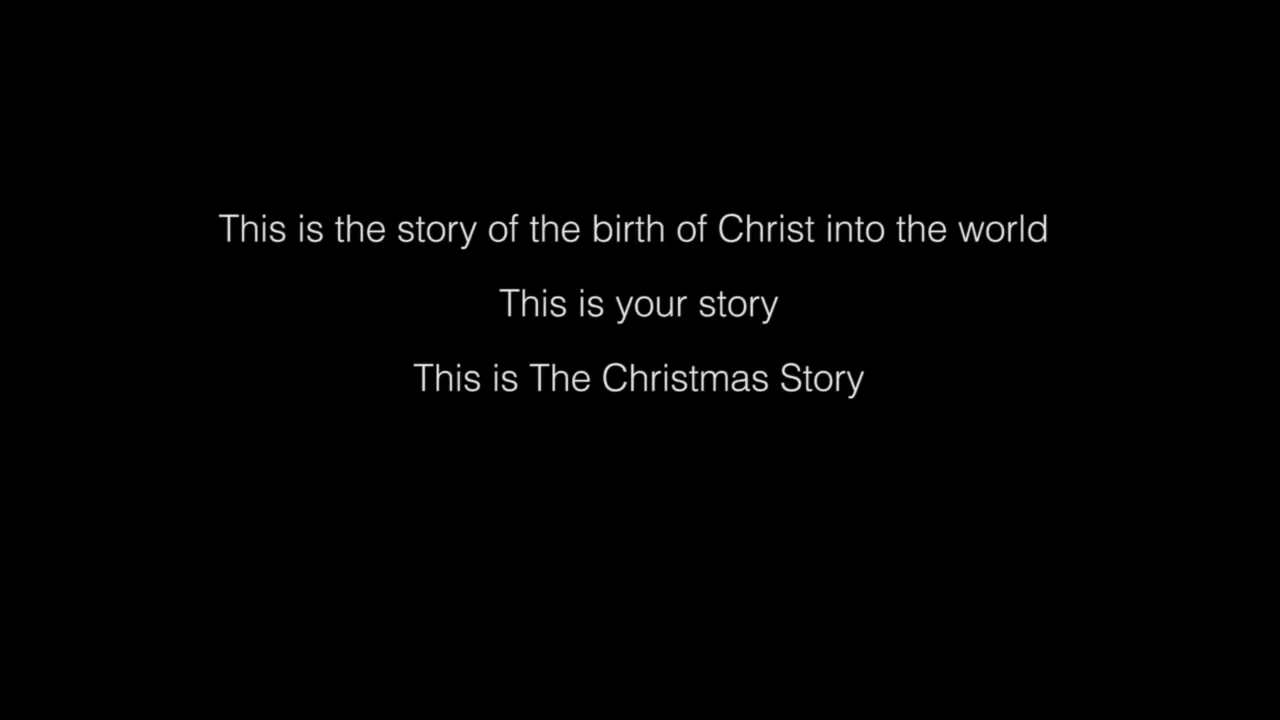 This is the story of the birth of Christ into the world
This is your story
This is The Christmas Story